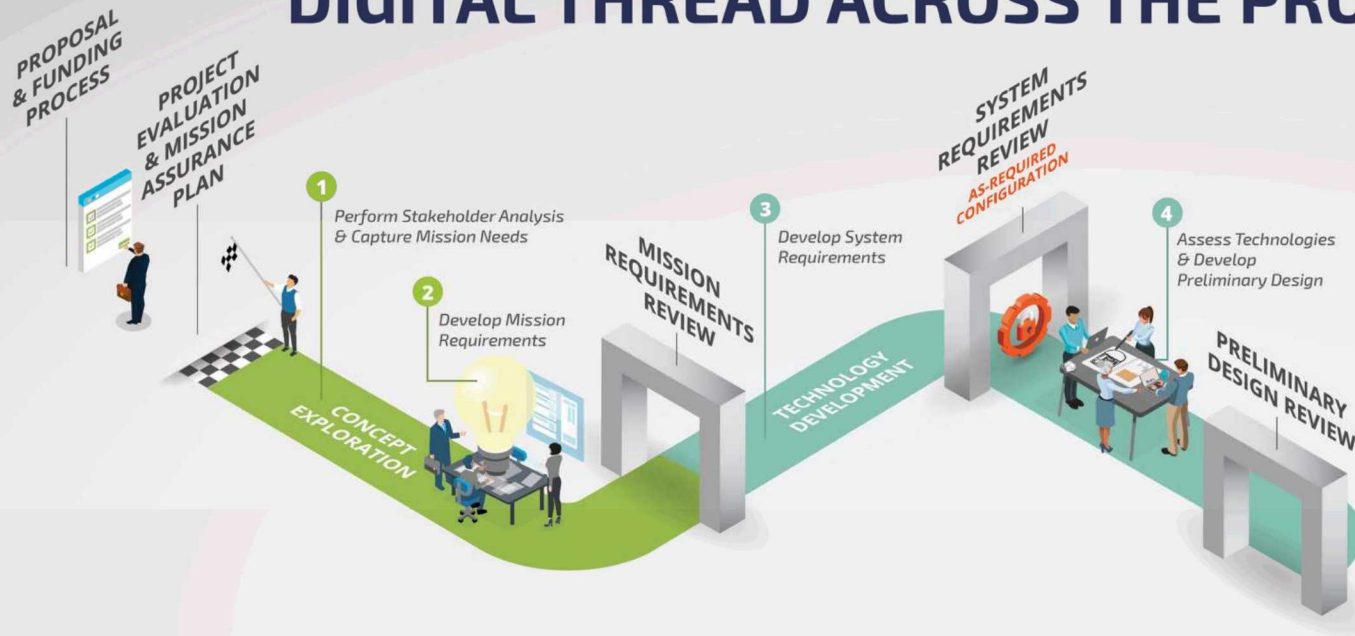 DIGITAL THREAD ACROSS THE PRO
PROPOSAL
& FUNDING
PROCESS
PROJECT
EVALUATION
& MISSION
ASSURANCE
PLAN
1
Perform Stakeholder Analysis
& Capture Mission Needs
2
Develop Mission
Requirements
CONCEPT
EXPLORATION
MISSION
REQUIREMENTS
REVIEW
3
Develop System
Requirements
TECHNOLOGY
DEVELOPMENT
SYSTEM
REQUIREMENTS
REVIEW
AS-REQUIRED
CONFIGURATION
4
Assess Technologies
& Develop
Preliminary Design
PRELIMINARY
DESIGN REVIEW